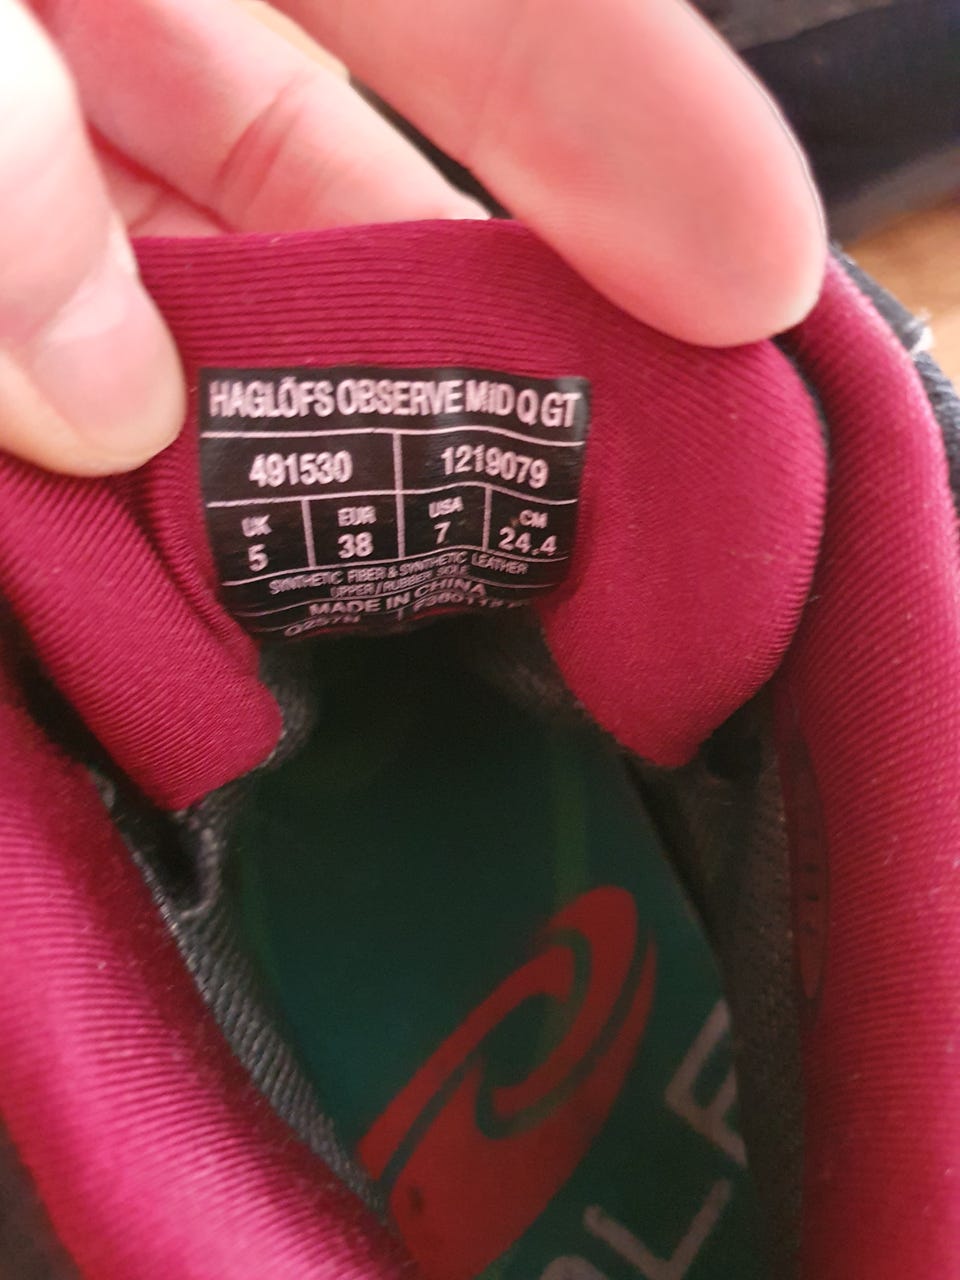 HAGLÖFS OBSERVE MID Q GT
491530 1219079
UK EUR USA CM
5 38 7 24.4
SYNTHETIC FIBER & SYNTHETIC LEATHER
UPPER/RUBBER SOLE
MADE IN CHINA